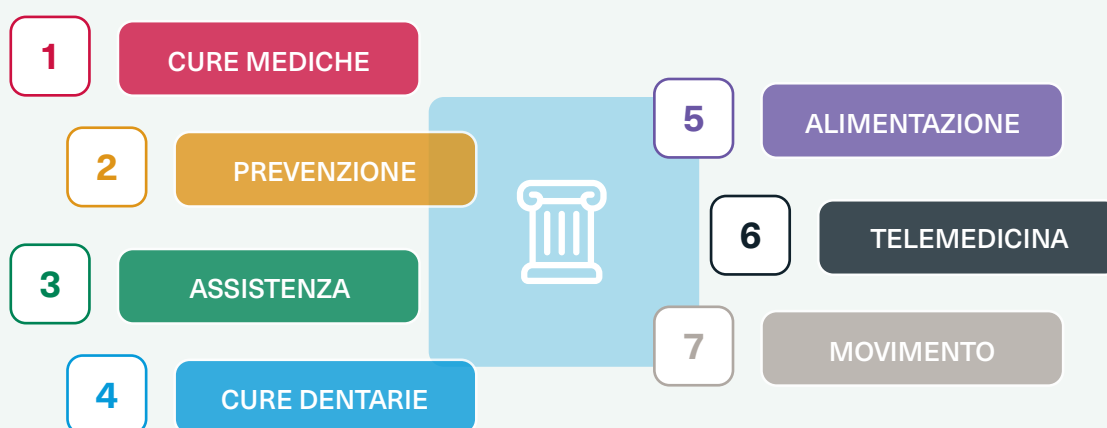 1
CURE MEDICHE
2
PREVENZIONE
3
ASSISTENZA
4
CURE DENTARIE
5
ALIMENTAZIONE
6
TELEMEDICINA
7
MOVIMENTO